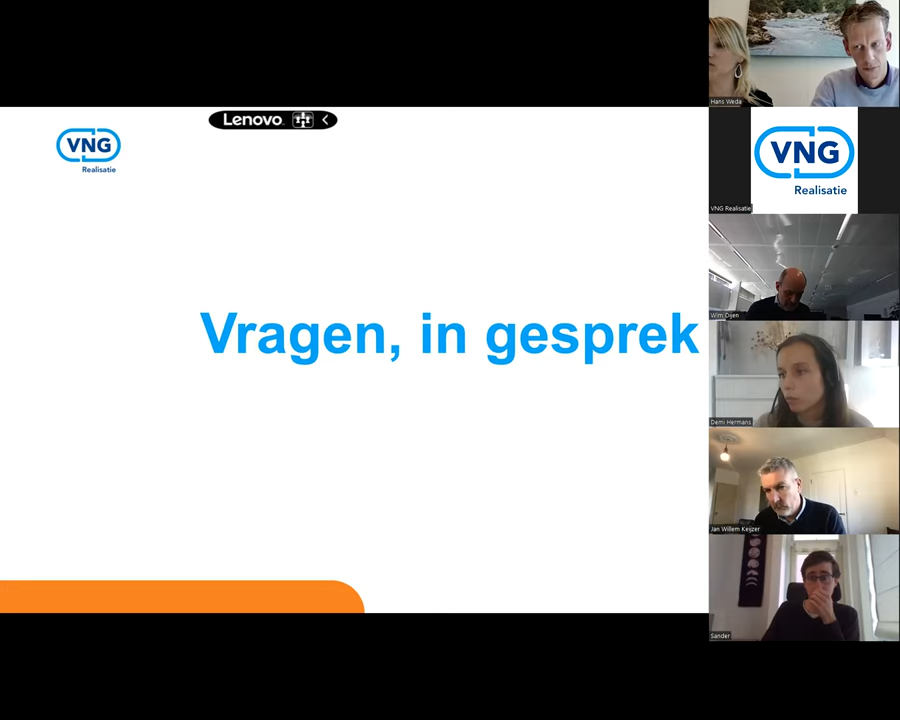 Lenovo
VNG
Realisatie
Vragen, in gesprek
Hans Weda
VNG
Realisatie
VNG Realisatie
Wim Dijen
Demi Hermans
Jan Willem Keijzer
Sander